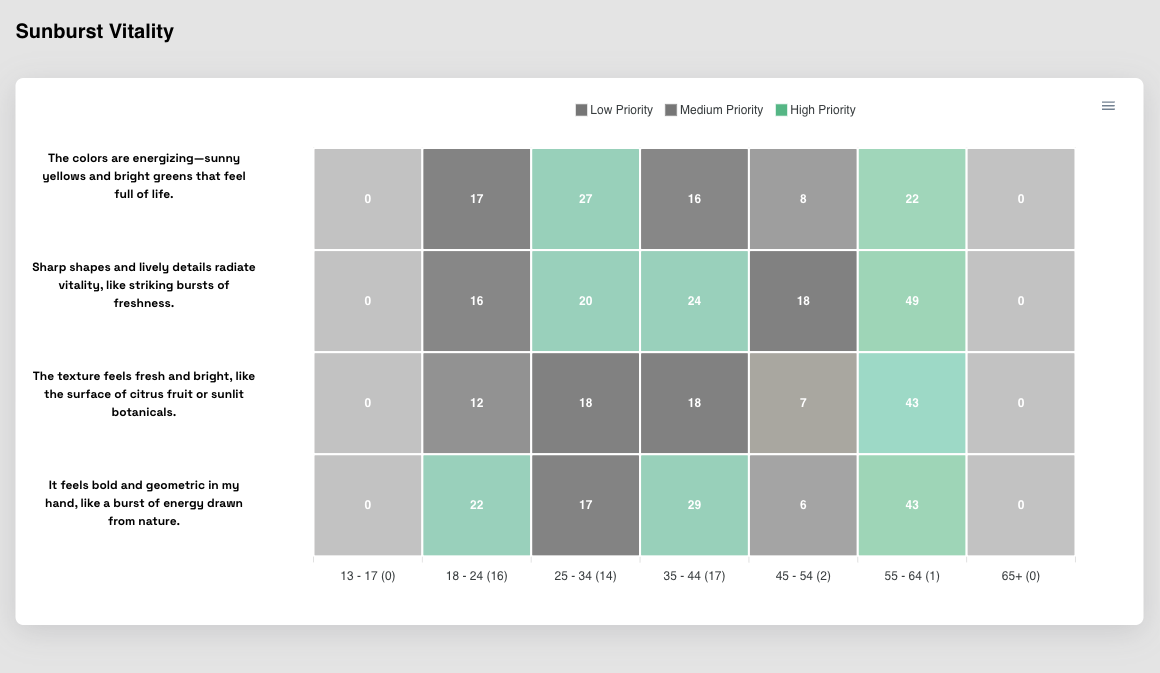 Sunburst Vitality
Low Priority Medium Priority High Priority
The colors are energizing—sunny
yellows and bright greens that feel
full of life.
0 17 27 16 8 22 0
Sharp shapes and lively details radiate
vitality, like striking bursts of
freshness.
0 16 20 24 18 49 0
The texture feels fresh and bright, like
the surface of citrus fruit or sunlit
botanicals.
0 12 18 18 7 43 0
It feels bold and geometric in my
hand, like a burst of energy drawn
from nature.
0 22 17 29 6 43 0
13 - 17 (0) 18 - 24 (16) 25 - 34 (14) 35 - 44 (17) 45 - 54 (2) 55 - 64 (1) 65+ (0)